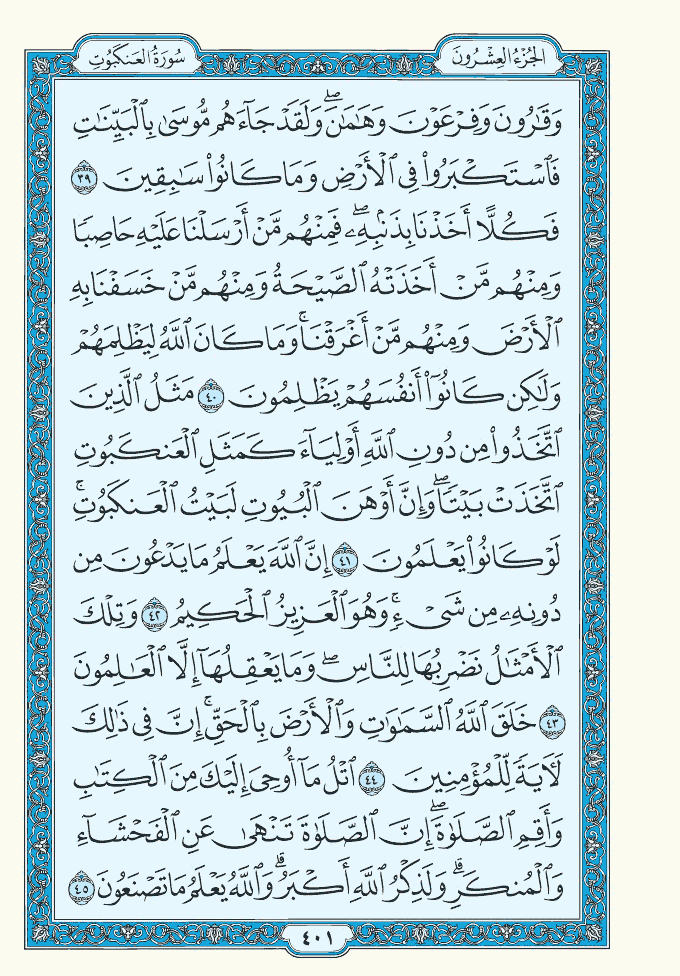 الجُزْءُ العِشْرُونَ
سُورَةُ العَنكَبُوتِ
وَقَٰرُونَ وَفِرْعَوْنَ وَهَٰمَٰنَۖ وَلَقَدْ جَآءَهُم مُّوسَىٰ بِٱلْبَيِّنَٰتِ
فَٱسْتَكْبَرُوا۟ فِى ٱلْأَرْضِ وَمَا كَانُوا۟ سَٰبِقِينَ ٣٩
فَكُلًّا أَخَذْنَا بِذَنۢبِهِۦۖ فَمِنْهُم مَّنْ أَرْسَلْنَا عَلَيْهِ حَاصِبًا
وَمِنْهُم مَّنْ أَخَذَتْهُ ٱلصَّيْحَةُ وَمِنْهُم مَّنْ خَسَفْنَا بِهِ
ٱلْأَرْضَ وَمِنْهُم مَّنْ أَغْرَقْنَاۚ وَمَا كَانَ ٱللَّهُ لِيَظْلِمَهُمْ
وَلَٰكِن كَانُوٓا۟ أَنفُسَهُمْ يَظْلِمُونَ ٤٠ مَثَلُ ٱلَّذِينَ
ٱتَّخَذُوا۟ مِن دُونِ ٱللَّهِ أَوْلِيَآءَ كَمَثَلِ ٱلْعَنكَبُوتِ
ٱتَّخَذَتْ بَيْتًاۖ وَإِنَّ أَوْهَنَ ٱلْبُيُوتِ لَبَيْتُ ٱلْعَنكَبُوتِۚ
لَوْ كَانُوا۟ يَعْلَمُونَ ٤١ إِنَّ ٱللَّهَ يَعْلَمُ مَا يَدْعُونَ مِن
دُونِهِۦ مِن شَىْءٍۚ وَهُوَ ٱلْعَزِيزُ ٱلْحَكِيمُ ٤٢ وَتِلْكَ
ٱلْأَمْثَٰلُ نَضْرِبُهَا لِلنَّاسِۖ وَمَا يَعْقِلُهَآ إِلَّا ٱلْعَٰلِمُونَ
٤٣ خَلَقَ ٱللَّهُ ٱلسَّمَٰوَٰتِ وَٱلْأَرْضَ بِٱلْحَقِّۚ إِنَّ فِى ذَٰلِكَ
لَءَايَةً لِّلْمُؤْمِنِينَ ٤٤ ٱتْلُ مَآ أُوحِىَ إِلَيْكَ مِنَ ٱلْكِتَٰبِ
وَأَقِمِ ٱلصَّلَوٰةَۖ إِنَّ ٱلصَّلَوٰةَ تَنْهَىٰ عَنِ ٱلْفَحْشَآءِ
وَٱلْمُنكَرِۗ وَلَذِكْرُ ٱللَّهِ أَكْبَرُۗ وَٱللَّهُ يَعْلَمُ مَا تَصْنَعُونَ ٤٥
٤٠١